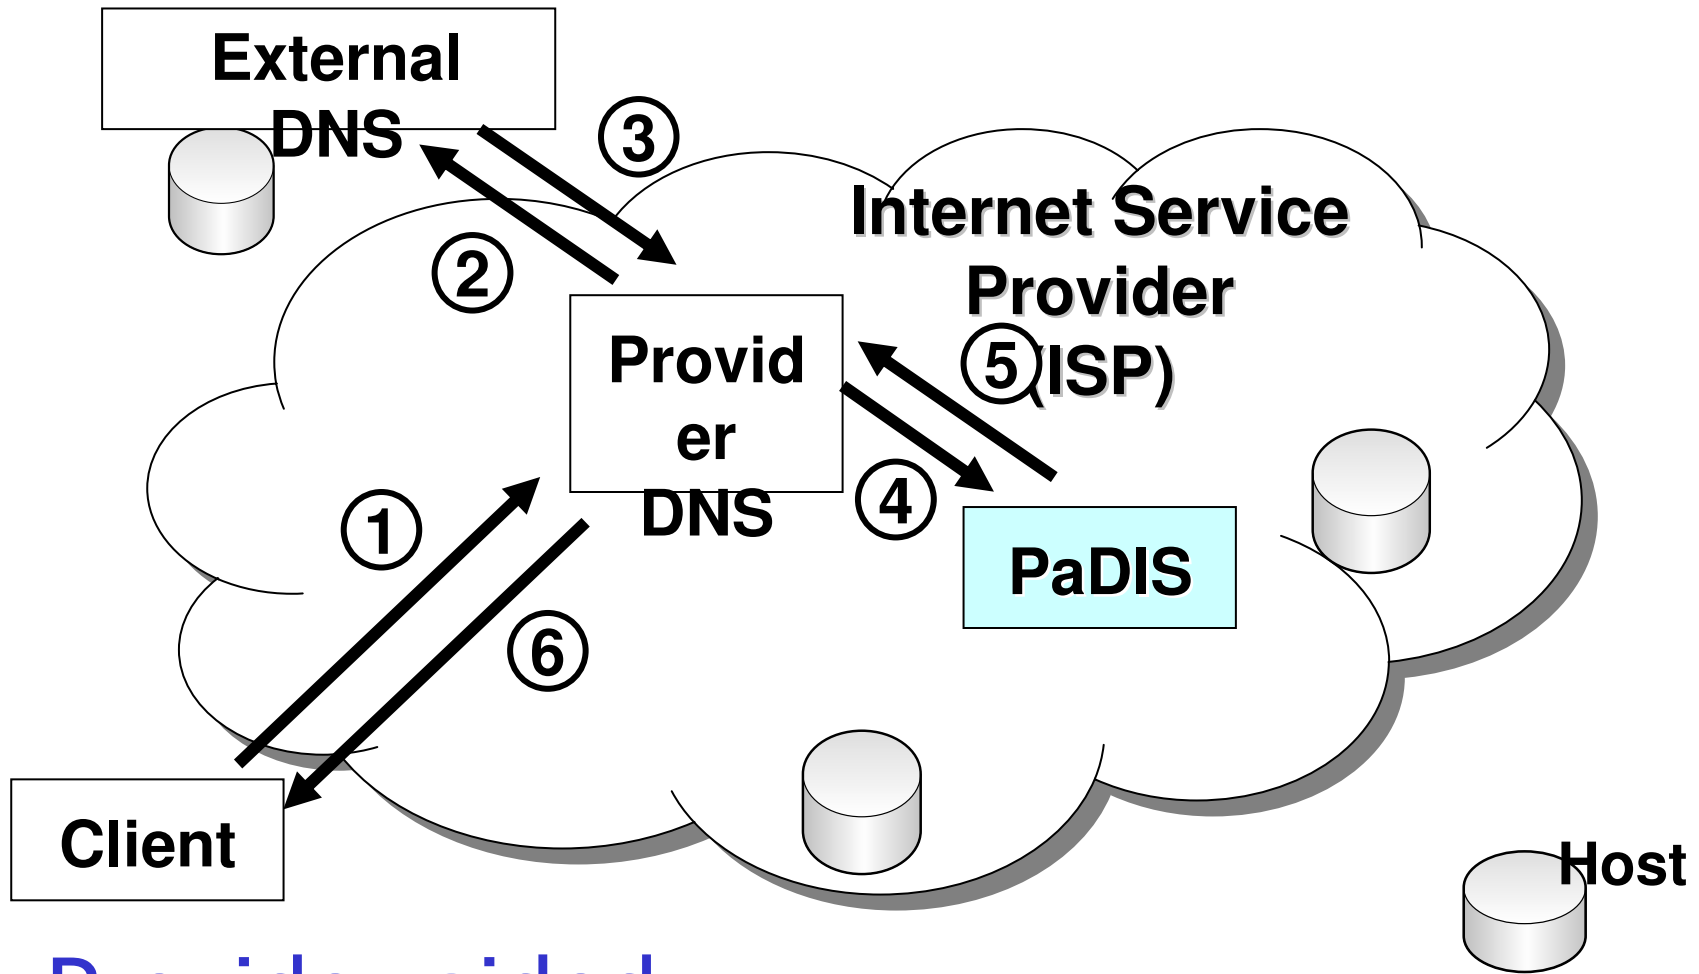 External
DNS
③
②
Internet Service
Provider
(ISP)
⑤
Provid
er
DNS
④
①
PaDIS
⑥
Client
Host